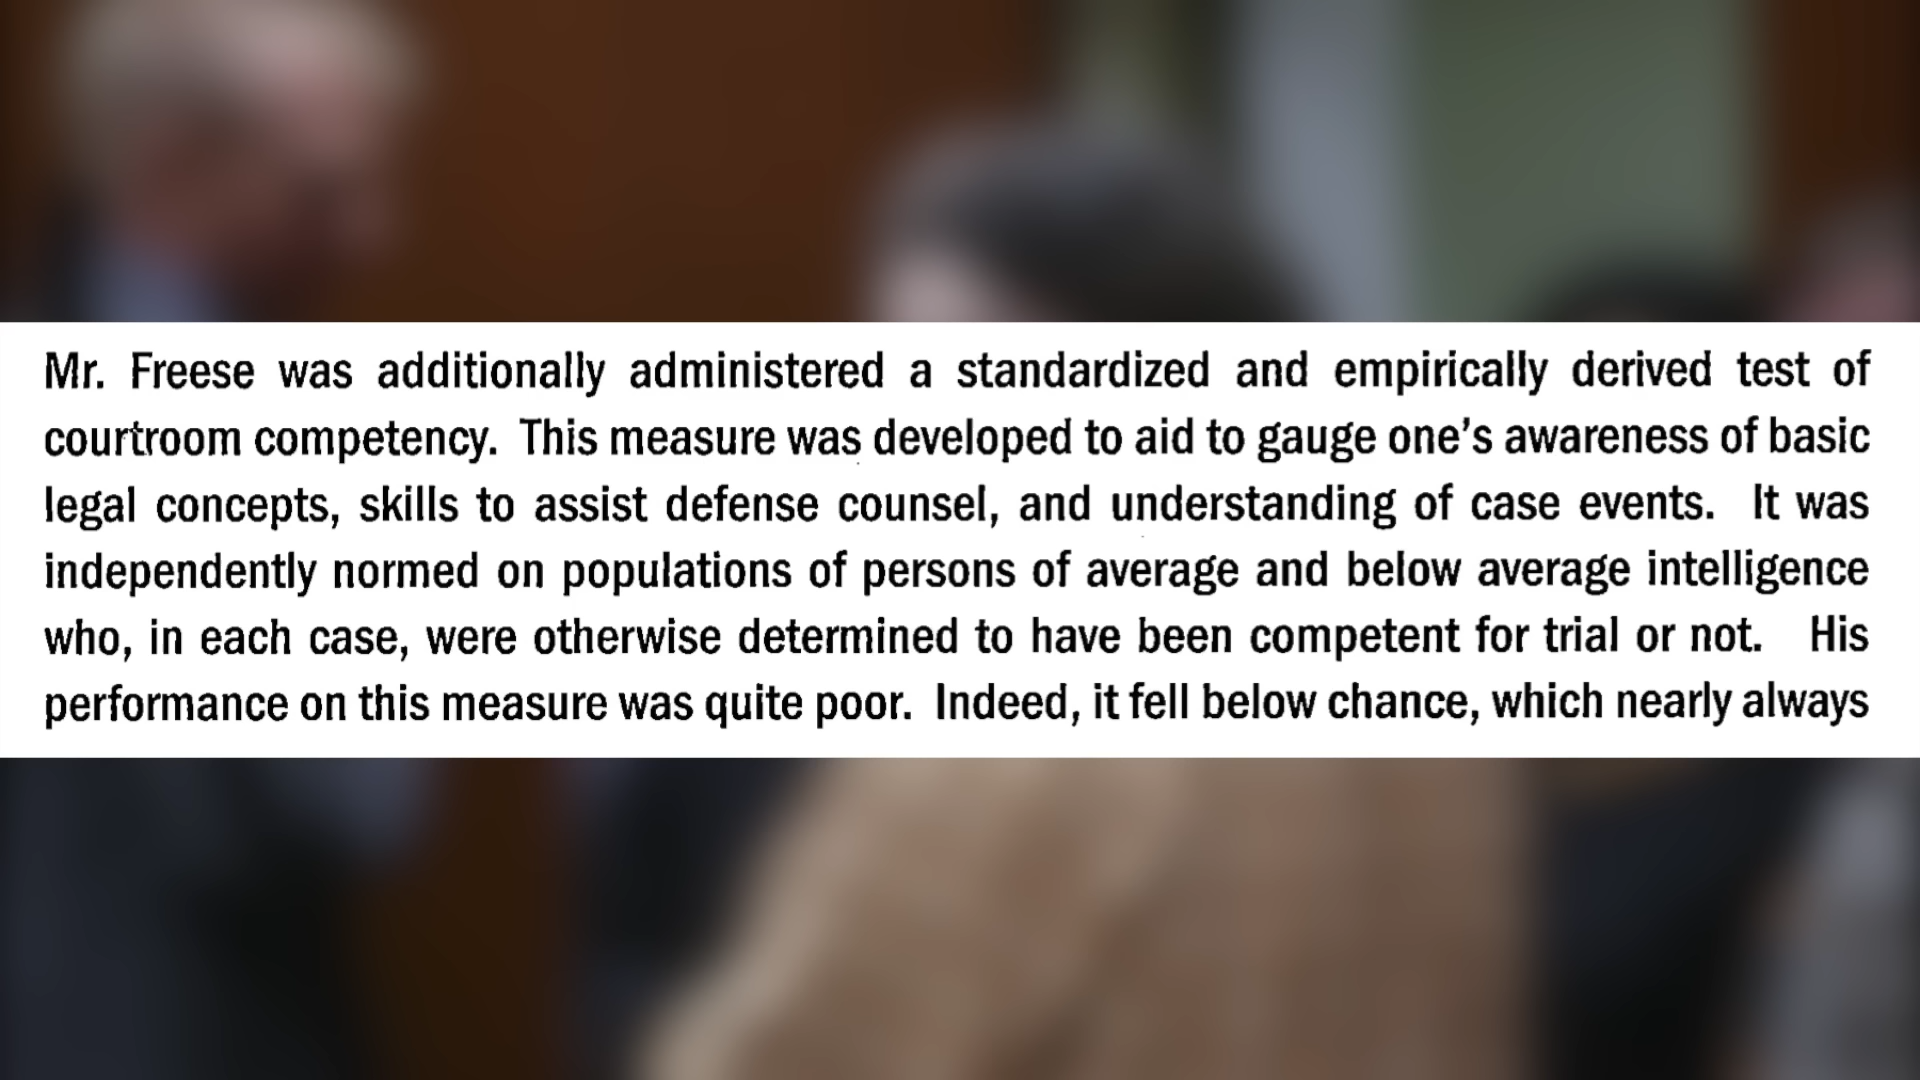 Mr. Freese was additionally administered a standardized and empirically derived test of
courtroom competency. This measure was developed to aid to gauge one's awareness of basic
legal concepts, skills to assist defense counsel, and understanding of case events. It was
independently normed on populations of persons of average and below average intelligence
who, in each case, were otherwise determined to have been competent for trial or not. His
performance on this measure was quite poor. Indeed, it fell below chance, which nearly always